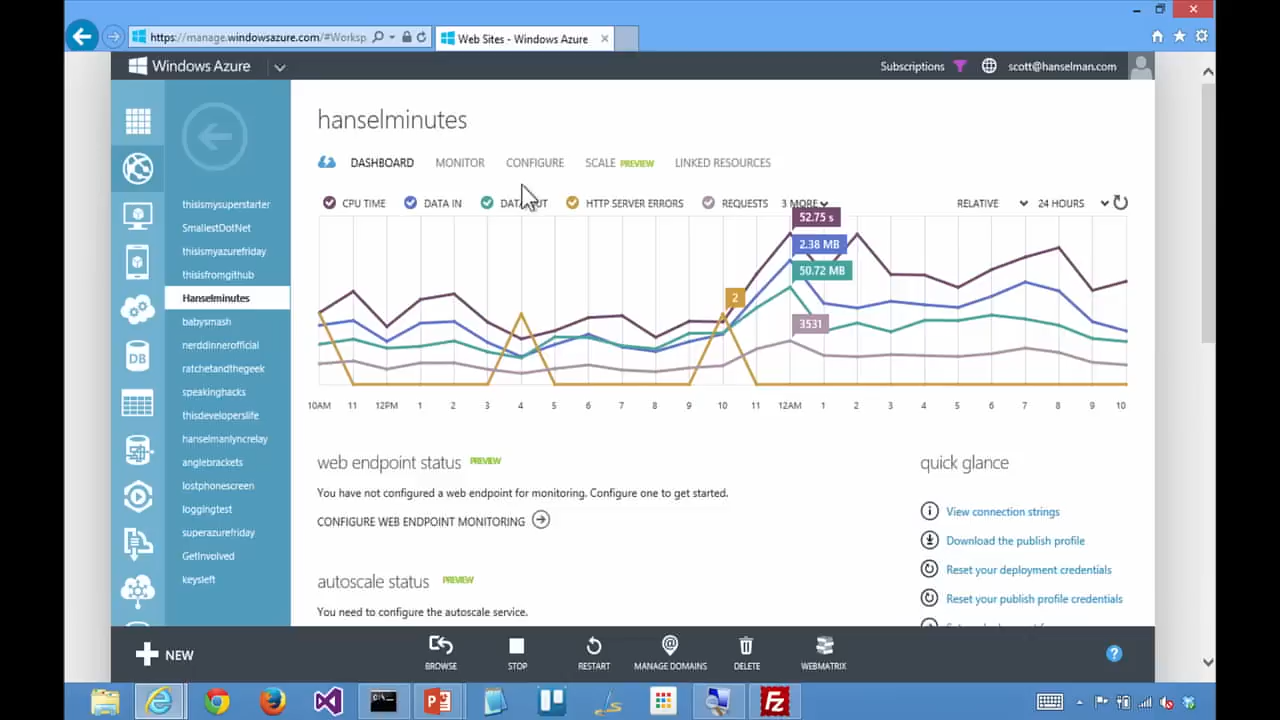 https://manage.windowsazure.com/#Worksp
Web Sites - Windows Azure
Windows Azure
Subscriptions
scott@hanselman.com
hanselminutes
DASHBOARD MONITOR CONFIGURE SCALE PREVIEW LINKED RESOURCES
CPU TIME DATA IN HTTP SERVER ERRORS REQUESTS 3 MORE RELATIVE 24 HOURS
52.75 s
2.38 MB
50.72 MB
2
3531
10AM 11 12PM 1 2 3 4 5 6 7 8 9 10 11 12AM 1 2 3 4 5 6 7 8 9 10
thisismysuperstarter
SmallestDotNet
thisismyazurefriday
thisisfromgithub
Hanselminutes
babysmash
nerddinnerofficial
ratchetandthegeek
speakinghacks
thisdeveloperslife
hanselmanlyncrelay
anglebrackets
lostphonescreen
loggingtest
superazurefriday
GetInvolved
keysleft
DB
web endpoint status PREVIEW
You have not configured a web endpoint for monitoring. Configure one to get started.
CONFIGURE WEB ENDPOINT MONITORING
autoscale status PREVIEW
You need to configure the autoscale service.
quick glance
View connection strings
Download the publish profile
Reset your deployment credentials
Reset your publish profile credentials
NEW
BROWSE STOP RESTART MANAGE DOMAINS DELETE WEBMATRIX